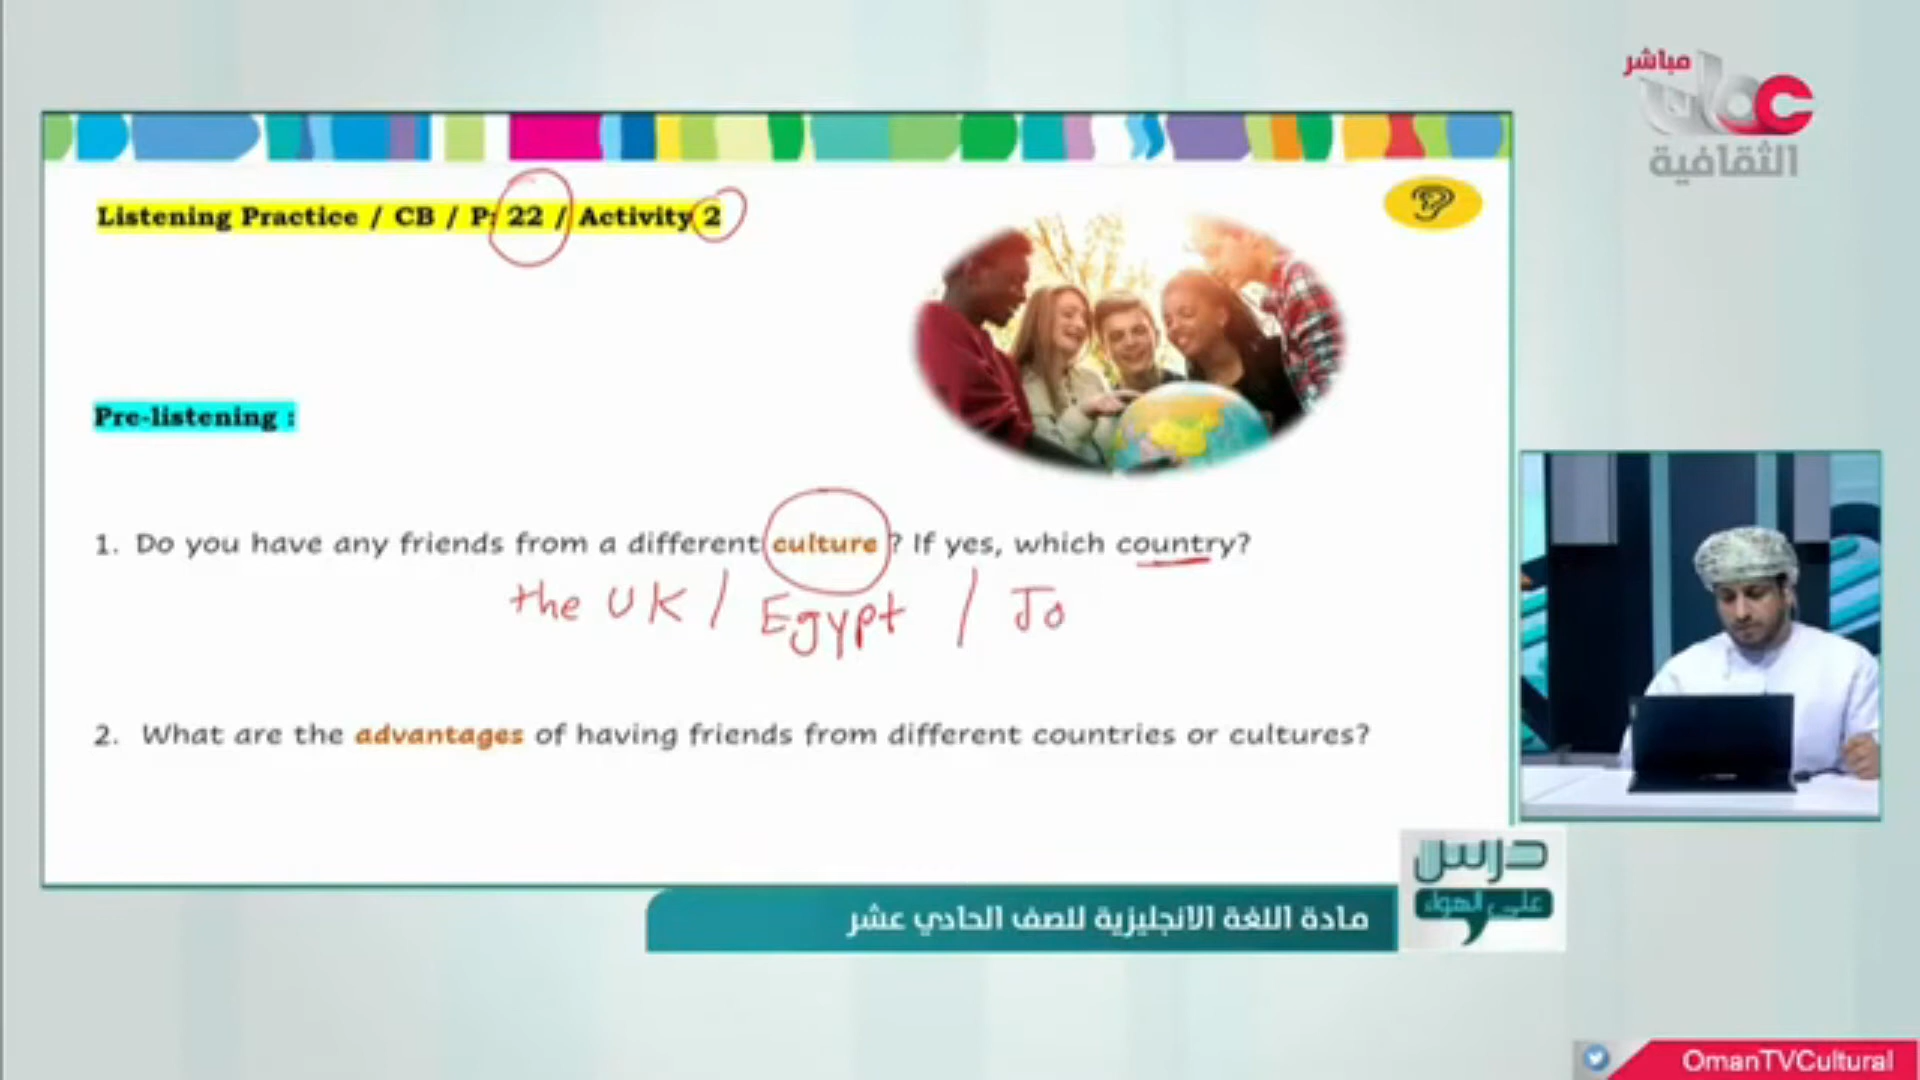 مباشر
عمان
الثقافية
Listening Practice / CB / P: 22 / Activity 2
Pre-listening :
1. Do you have any friends from a different culture? If yes, which country?
the UK / Egypt / Jo
2. What are the advantages of having friends from different countries or cultures?
درس
على الهواء
مادة اللغة الانجليزية للصف الحادي عشر
OmanTVCultural